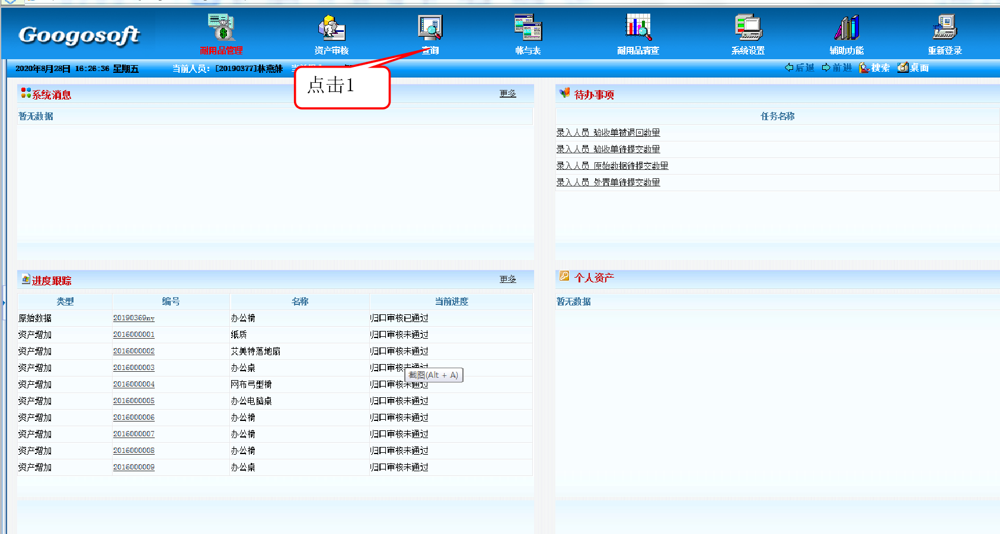 Googosoft
耐用品管理
资产审核
查询
帐与表
耐用品清查
系统设置
辅助功能
重新登录
2020年8月28日 16:26:36 星期五
当前人员：[20190377]林燕妹
后退 前进 搜索 桌面
点击1
系统消息 更多
暂无数据
待办事项
任务名称
录入人员 验收单被退回数量
录入人员 验收单待提交数量
录入人员 原始数据待提交数量
录入人员 处置单待提交数量
进度跟踪 更多
类型 编号 名称 当前进度
原始数据 20190369ny 办公椅 归口审核已通过
资产增加 2016000001 纸质 归口审核未通过
资产增加 2016000002 艾美特落地扇 归口审核未通过
资产增加 2016000003 办公桌 归口审核未通过
截图(Alt + A)
资产增加 2016000004 网布弓型椅 归口审核未通过
资产增加 2016000005 办公电脑桌 归口审核未通过
资产增加 2016000006 办公椅 归口审核未通过
资产增加 2016000007 办公椅 归口审核未通过
资产增加 2016000008 办公椅 归口审核未通过
资产增加 2016000009 办公桌 归口审核未通过
个人资产
暂无数据